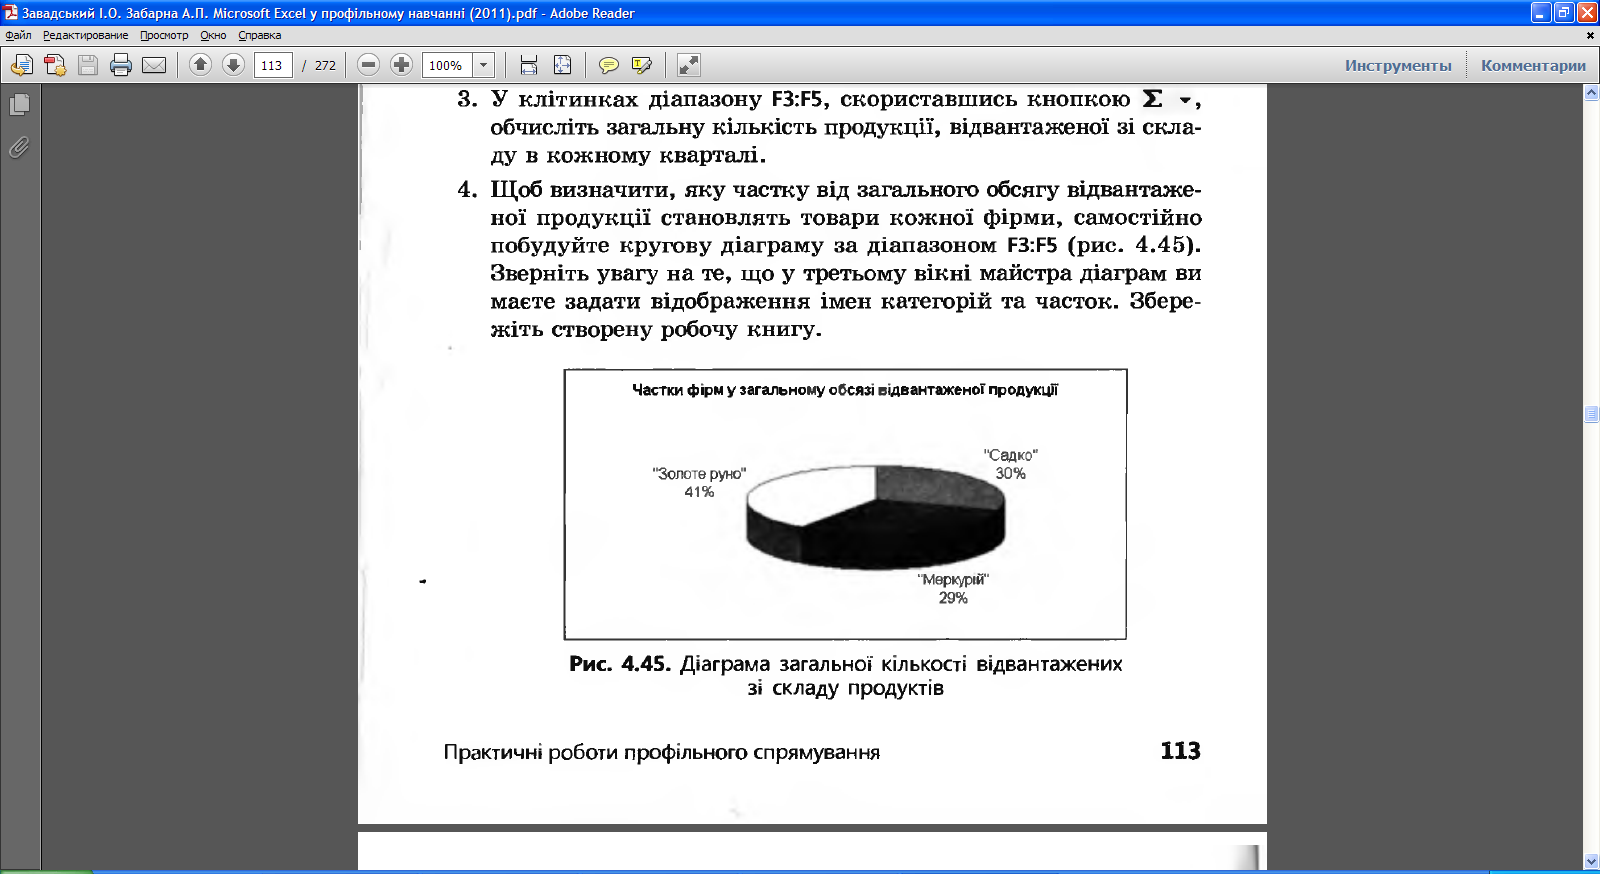 Завадський І.О. Забарна А.П. Microsoft Excel у профільному навчанні (2011).pdf - Adobe Reader
Файл Редактирование Просмотр Окно Справка
113 / 272 100% Инструменты Комментарии
3. У клітинках діапазону F3:F5, скориставшись кнопкою Σ ,
обчисліть загальну кількість продукції, відвантаженої зі скла-
ду в кожному кварталі.
4. Щоб визначити, яку частку від загального обсягу відвантаже-
ної продукції становлять товари кожної фірми, самостійно
побудуйте кругову діаграму за діапазоном F3:F5 (рис. 4.45).
Зверніть увагу на те, що у третьому вікні майстра діаграм ви
маєте задати відображення імен категорій та часток. Збере-
жіть створену робочу книгу.
Частки фірм у загальному обсязі відвантаженої продукції
"Садко"
30%
"Золоте руно"
41%
"Меркурій"
29%
Рис. 4.45. Діаграма загальної кількості відвантажених
зі складу продуктів
Практичні роботи профільного спрямування 113